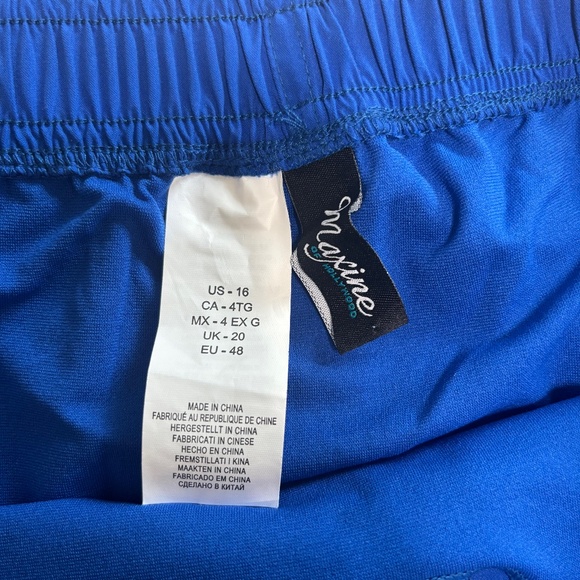 Maxine
OF HOLLYWOOD
US - 16
CA - 4TG
MX - 4 EX G
UK - 20
EU - 48
MADE IN CHINA
FABRIQUÉ AU REPUBLIQUE DE CHINE
HERGESTELLT IN CHINA
FABBRICATI IN CINESE
HECHO EN CHINA
FREMSTILLATI I KINA
MAAKTEN IN CHINA
FABRICADO EM CHINA
СДЕЛАНО В КИТАЙ